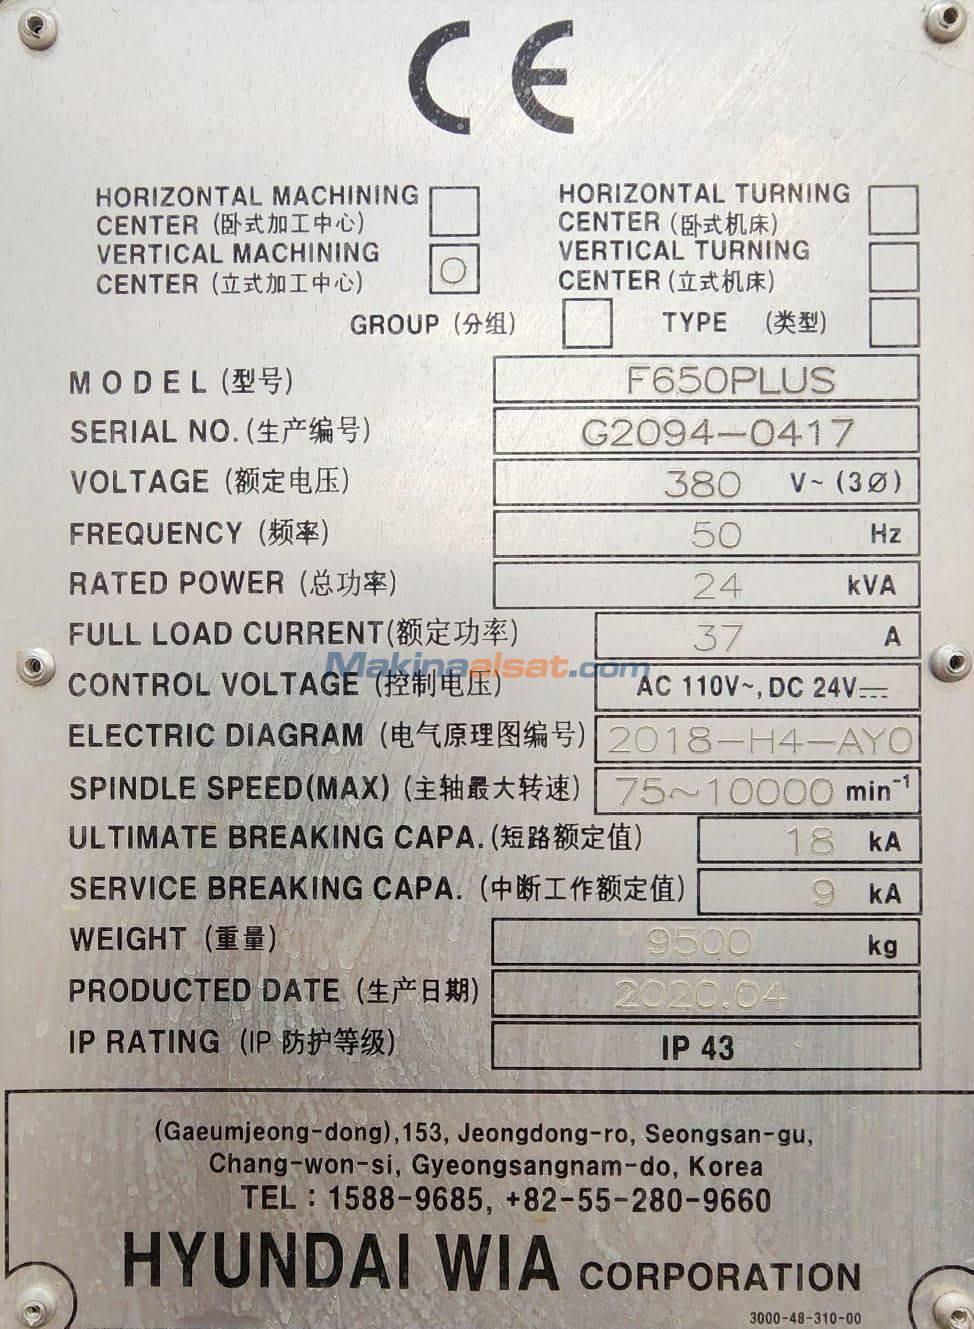 CE
HORIZONTAL MACHINING
CENTER (卧式加工中心)
HORIZONTAL TURNING
CENTER (卧式机床)
VERTICAL MACHINING
CENTER (立式加工中心)
○
VERTICAL TURNING
CENTER (立式机床)
GROUP (分组) TYPE (类型)
MODEL (型号) F650PLUS
SERIAL NO. (生产编号) G2094-0417
VOLTAGE (额定电压) 380 V~ (3Ø)
FREQUENCY (频率) 50 Hz
RATED POWER (总功率) 24 kVA
FULL LOAD CURRENT(额定功率) 37 A
Makinaalsat.com
CONTROL VOLTAGE (控制电压) AC 110V~, DC 24V⎓
ELECTRIC DIAGRAM (电气原理图编号) 2018-H4-AY0
SPINDLE SPEED(MAX) (主轴最大转速) 75~10000 min⁻¹
ULTIMATE BREAKING CAPA. (短路额定值) 18 kA
SERVICE BREAKING CAPA. (中断工作额定值) 9 kA
WEIGHT (重量) 9500 kg
PRODUCTED DATE (生产日期) 2020.04
IP RATING (IP 防护等级) IP 43
(Gaeumjeong-dong),153, Jeongdong-ro, Seongsan-gu,
Chang-won-si, Gyeongsangnam-do, Korea
TEL : 1588-9685, +82-55-280-9660
HYUNDAI WIA CORPORATION
3000-48-310-00